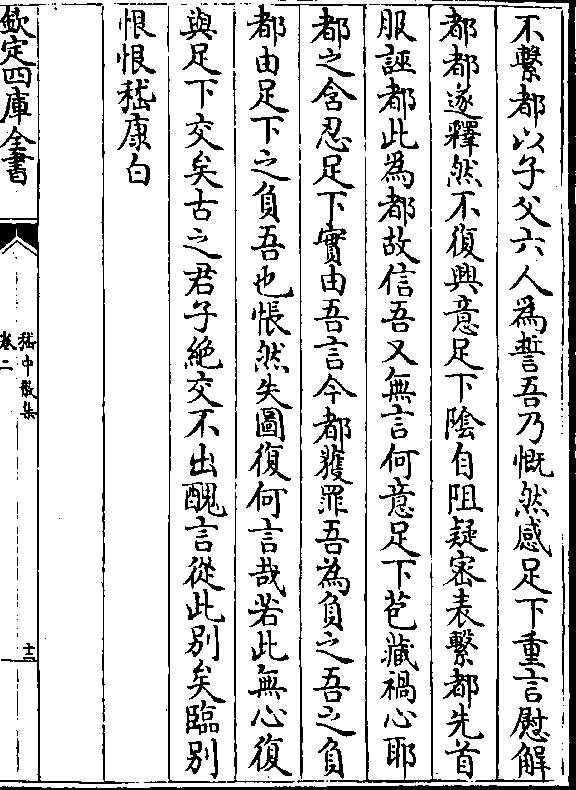 不繫都以子父六人為誓吾乃慨然感足下重言慰解
都都遂釋然不復興意足下隂自阻疑密表繫都先首
服誣都此為都故信吾又無言何意足下苞藏禍心耶
都之含忍足下實由吾言今都獲罪吾為負之吾之負
都由足下之負吾也悵然失圖復何言哉若此無心復
與足下交矣古之君子絶交不出醜言從此別矣臨別
恨恨嵇康白
欽定四庫全書
嵇中散集
卷二
十三